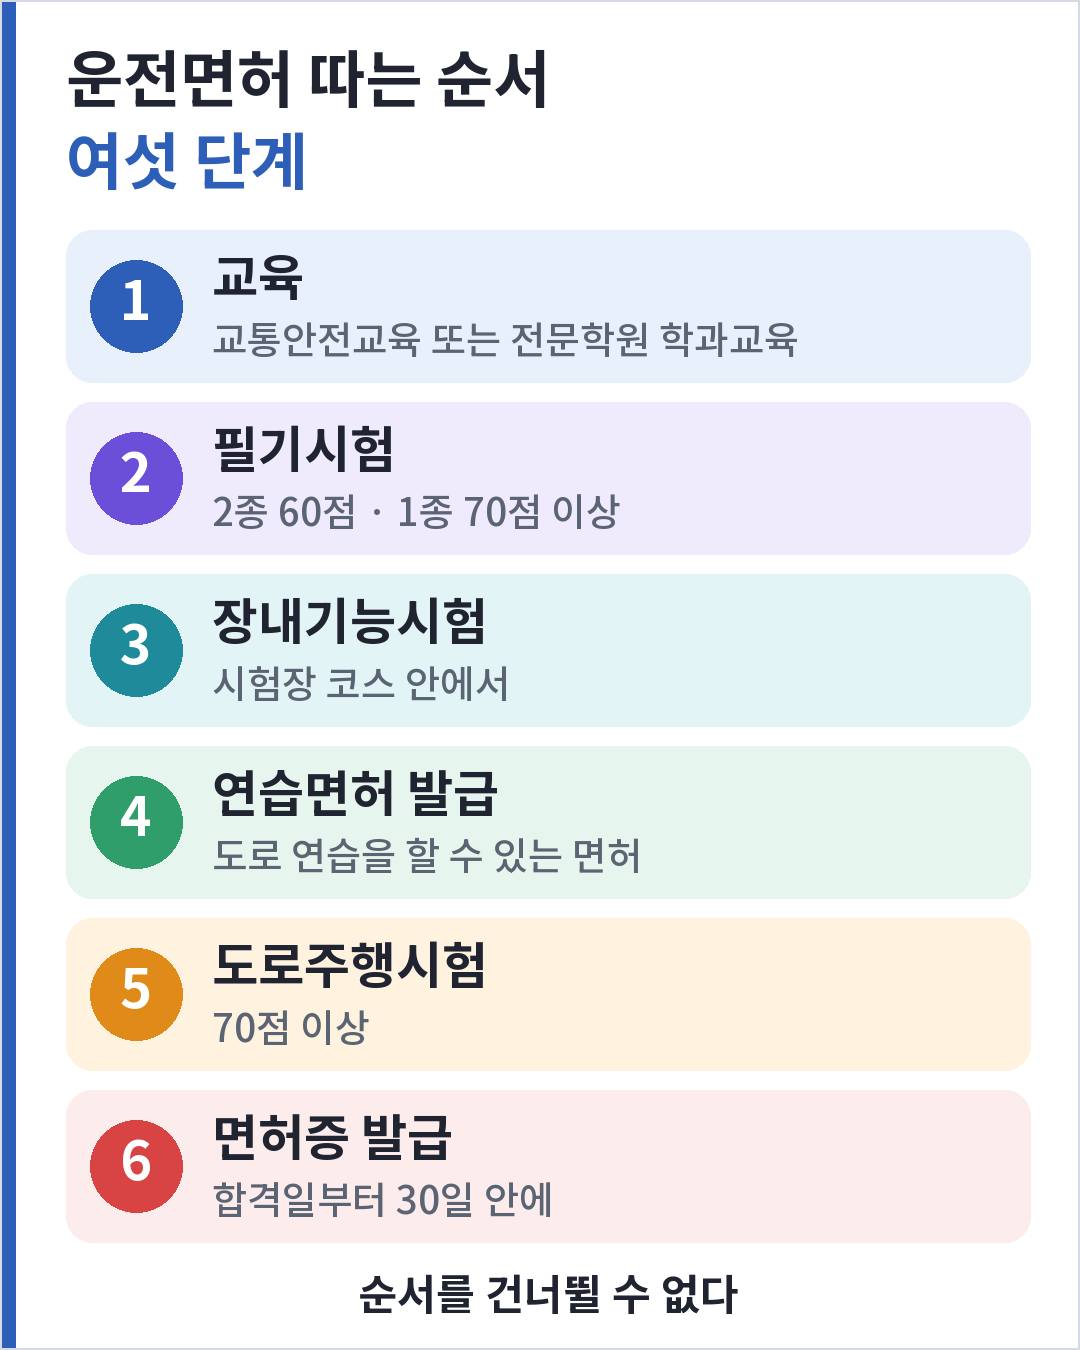 운전면허 따는 순서
여섯 단계
1
교육
교통안전교육 또는 전문학원 학과교육
2
필기시험
2종 60점 · 1종 70점 이상
3
장내기능시험
시험장 코스 안에서
4
연습면허 발급
도로 연습을 할 수 있는 면허
5
도로주행시험
70점 이상
6
면허증 발급
합격일부터 30일 안에
순서를 건너뛸 수 없다